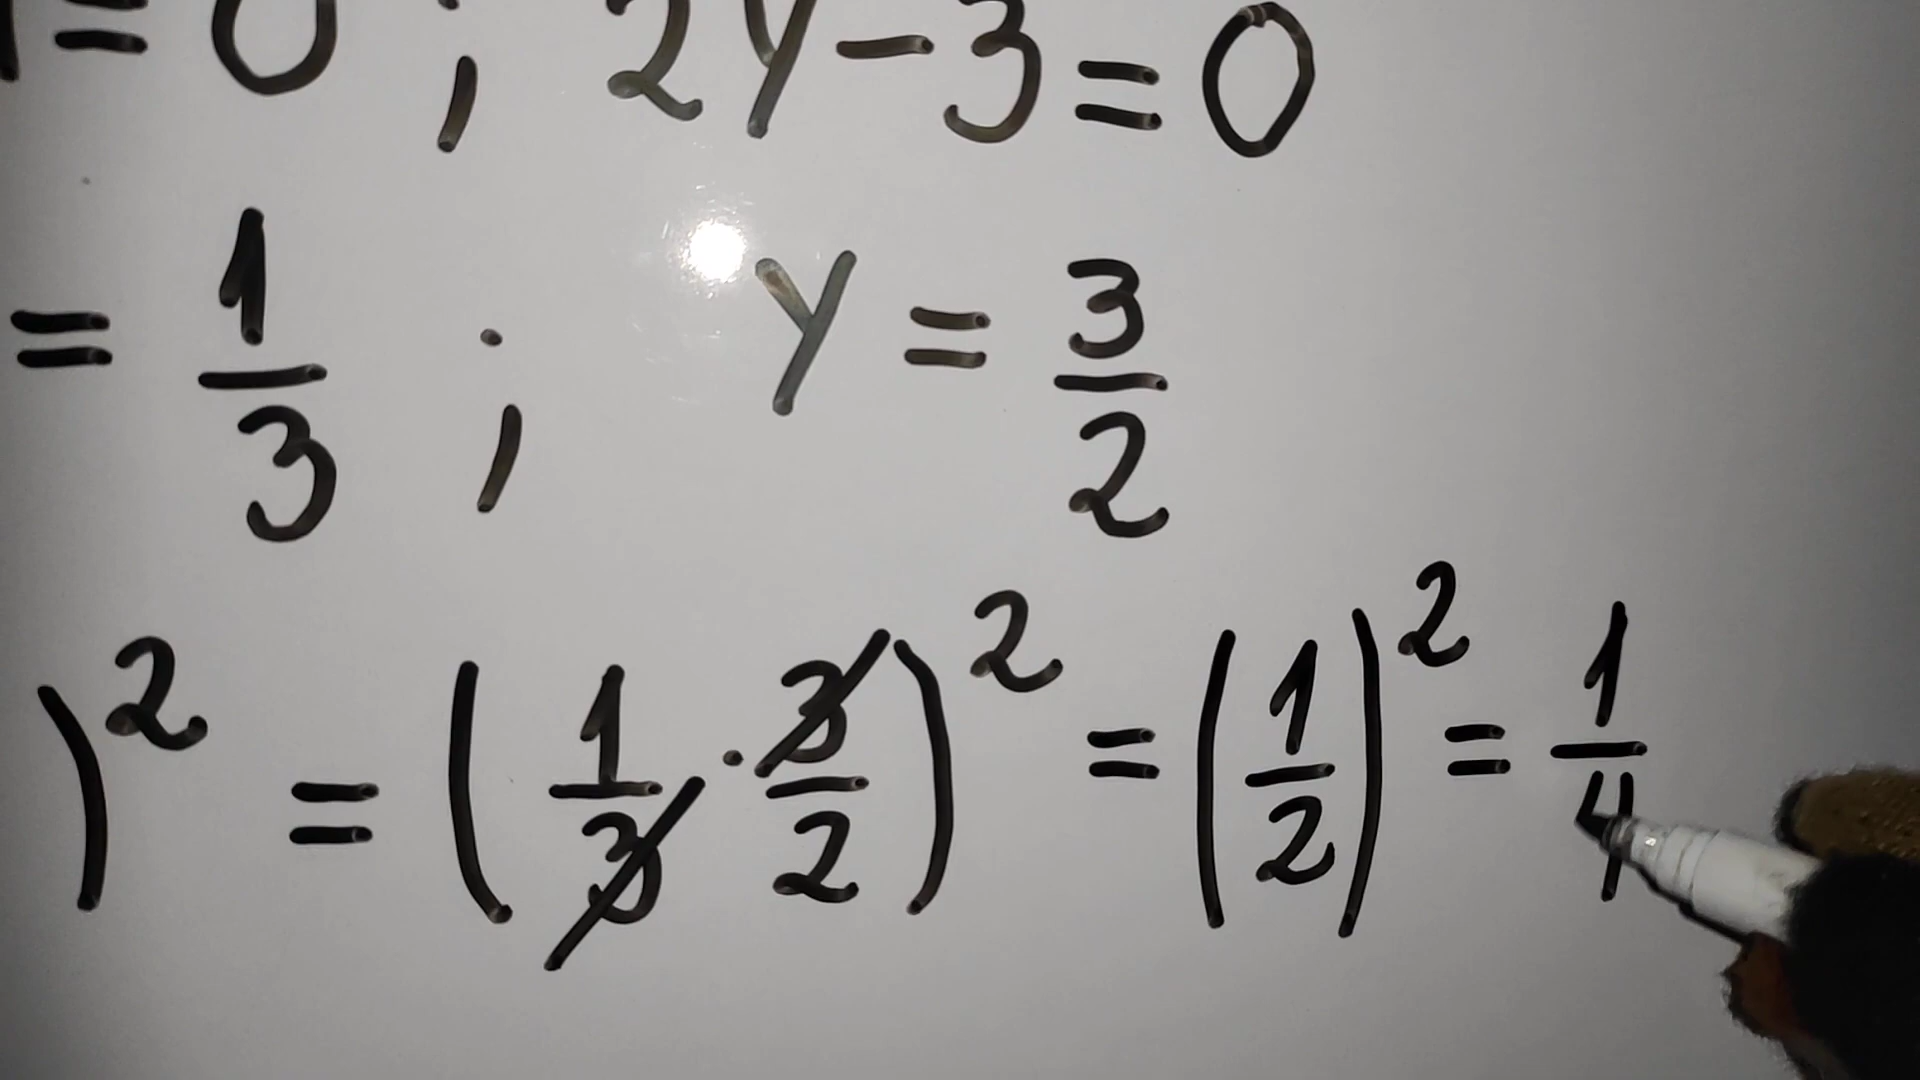 1 = 0 ; 2y - 3 = 0
= 1/3 ; y = 3/2
)² = (1/3 · 3/2)² = (1/2)² = 1/4